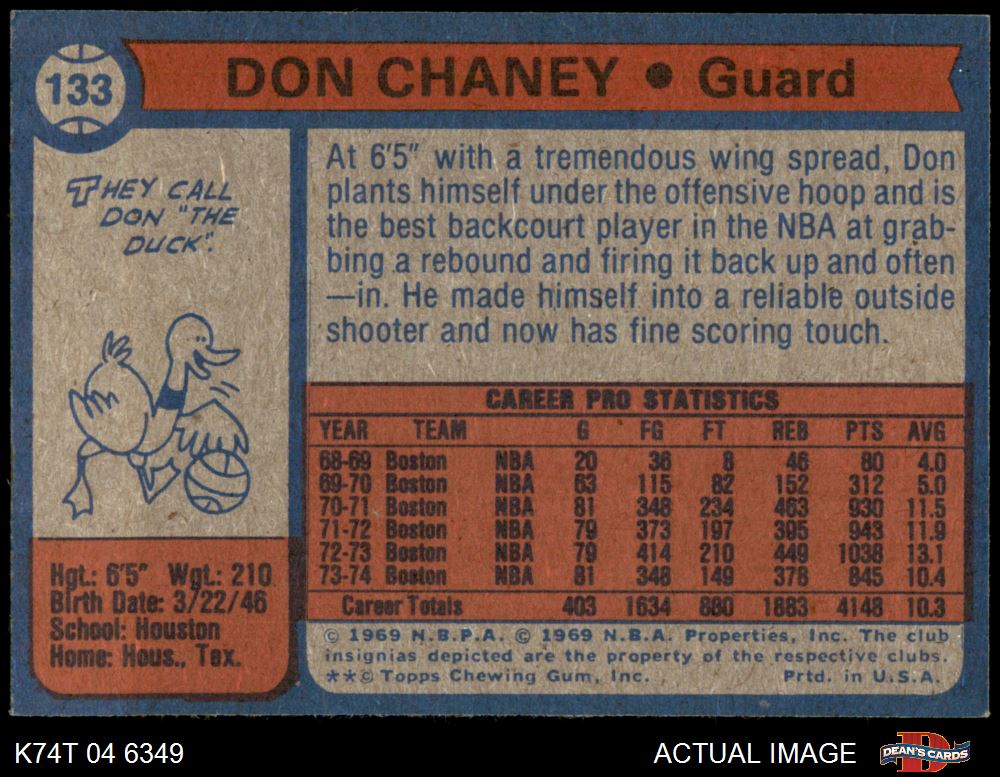 133
DON CHANEY • Guard
THEY CALL
DON "THE
DUCK".
At 6'5" with a tremendous wing spread, Don
plants himself under the offensive hoop and is
the best backcourt player in the NBA at grab-
bing a rebound and firing it back up and often
—in. He made himself into a reliable outside
shooter and now has fine scoring touch.
CAREER PRO STATISTICS
YEAR TEAM G FG FT REB PTS AVG
68-69 Boston NBA 20 36 8 46 80 4.0
69-70 Boston NBA 63 115 82 152 312 5.0
70-71 Boston NBA 81 348 234 463 930 11.5
71-72 Boston NBA 79 373 197 395 943 11.9
72-73 Boston NBA 79 414 210 449 1038 13.1
73-74 Boston NBA 81 348 149 378 845 10.4
Career Totals 403 1634 880 1883 4148 10.3
Hgt.: 6'5" Wgt.: 210
Birth Date: 3/22/46
School: Houston
Home: Hous., Tex.
© 1969 N.B.P.A. © 1969 N.B.A. Properties, Inc. The club
insignias depicted are the property of the respective clubs.
**© Topps Chewing Gum, Inc. Prtd. in U.S.A.
K74T 04 6349 ACTUAL IMAGE D DEAN'S CARDS